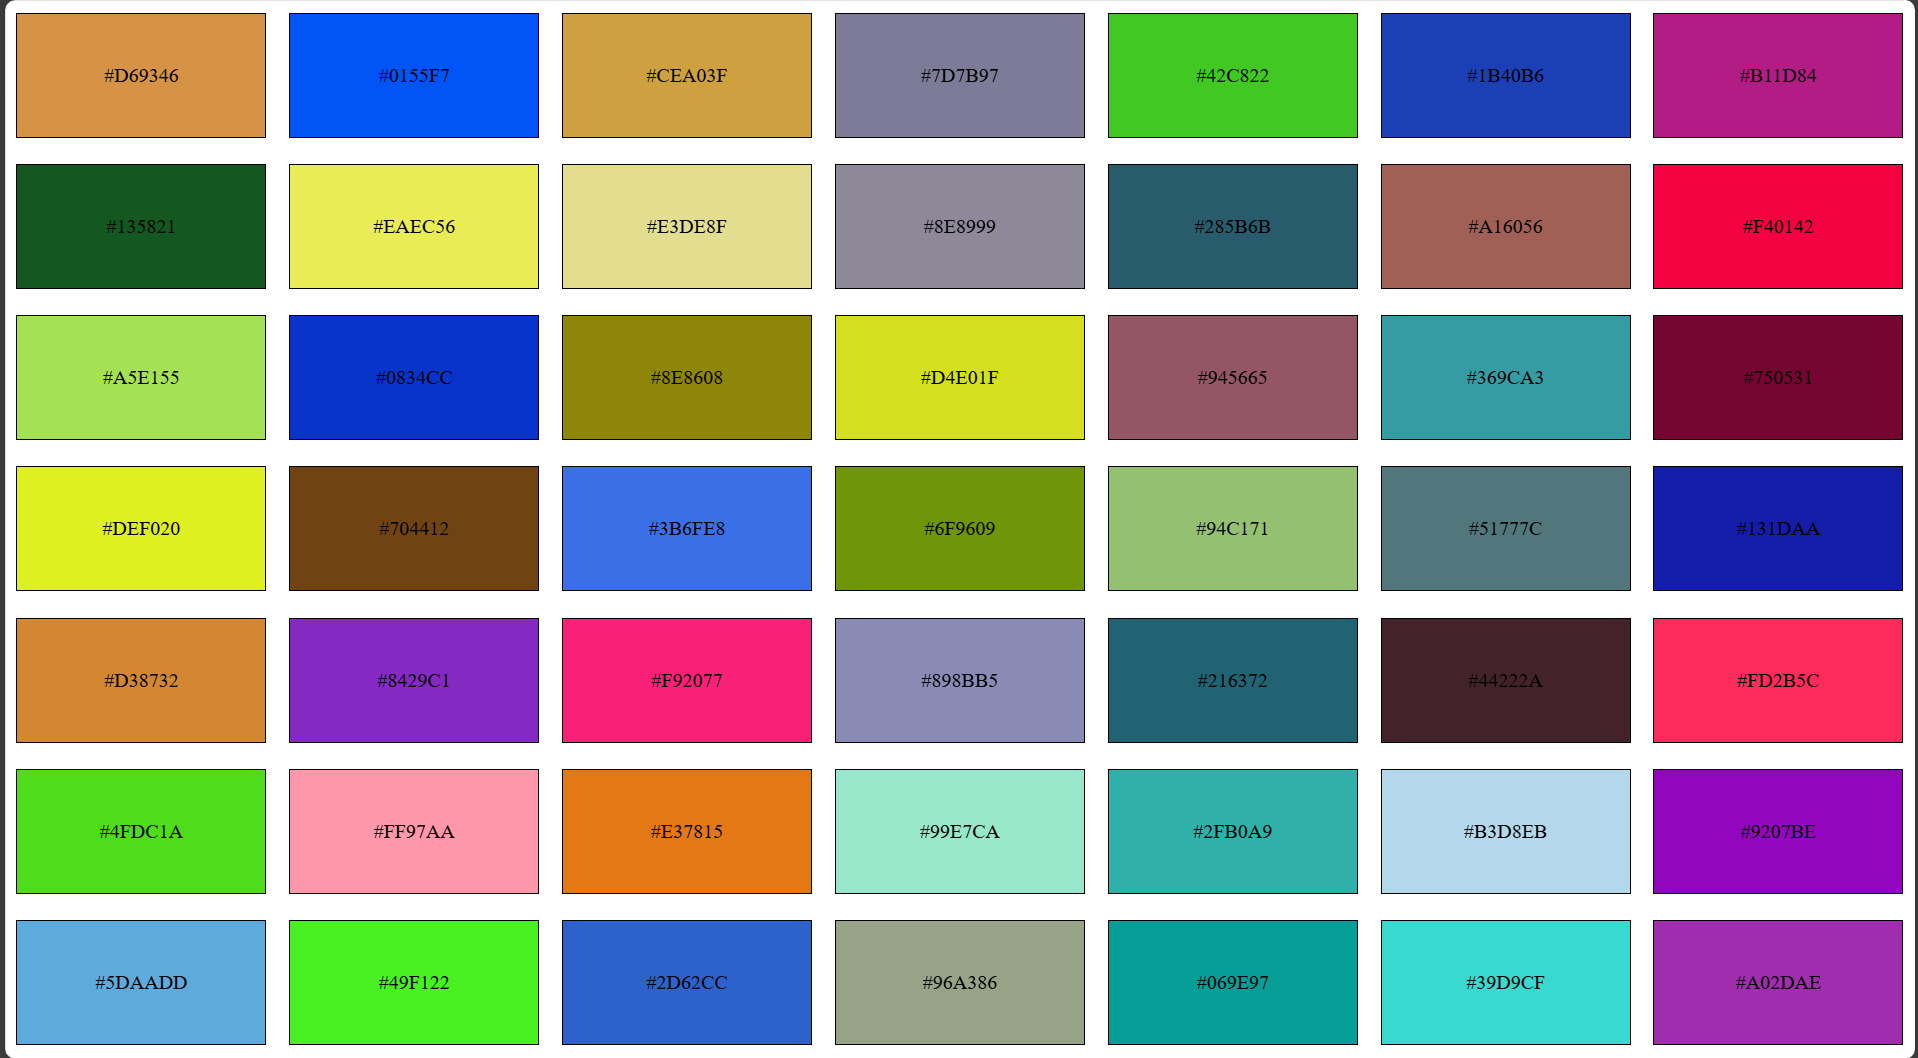 #D69346 #0155F7 #CEA03F #7D7B97 #42C822 #1B40B6 #B11D84
#135821 #EAEC56 #E3DE8F #8E8999 #285B6B #A16056 #F40142
#A5E155 #0834CC #8E8608 #D4E01F #945665 #369CA3 #750531
#DEF020 #704412 #3B6FE8 #6F9609 #94C171 #51777C #131DAA
#D38732 #8429C1 #F92077 #898BB5 #216372 #44222A #FD2B5C
#4FDC1A #FF97AA #E37815 #99E7CA #2FB0A9 #B3D8EB #9207BE
#5DAADD #49F122 #2D62CC #96A386 #069E97 #39D9CF #A02DAE